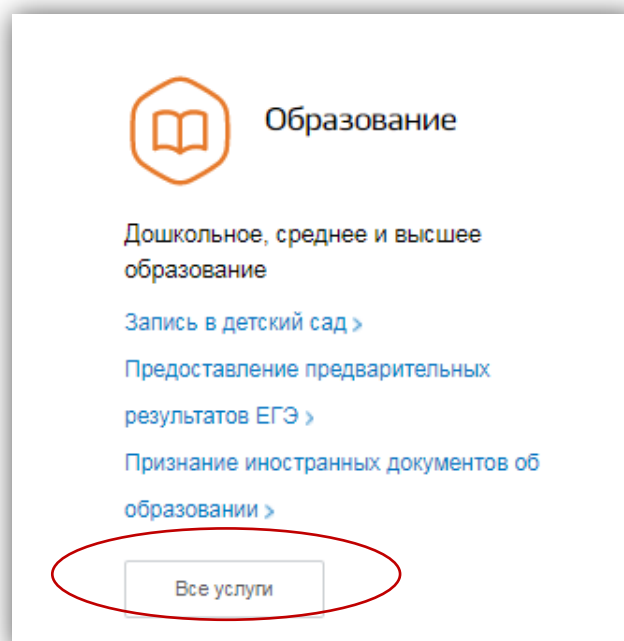 Образование
Дошкольное, среднее и высшее
образование
Запись в детский сад >
Предоставление предварительных
результатов ЕГЭ >
Признание иностранных документов об
образовании >
Все услуги